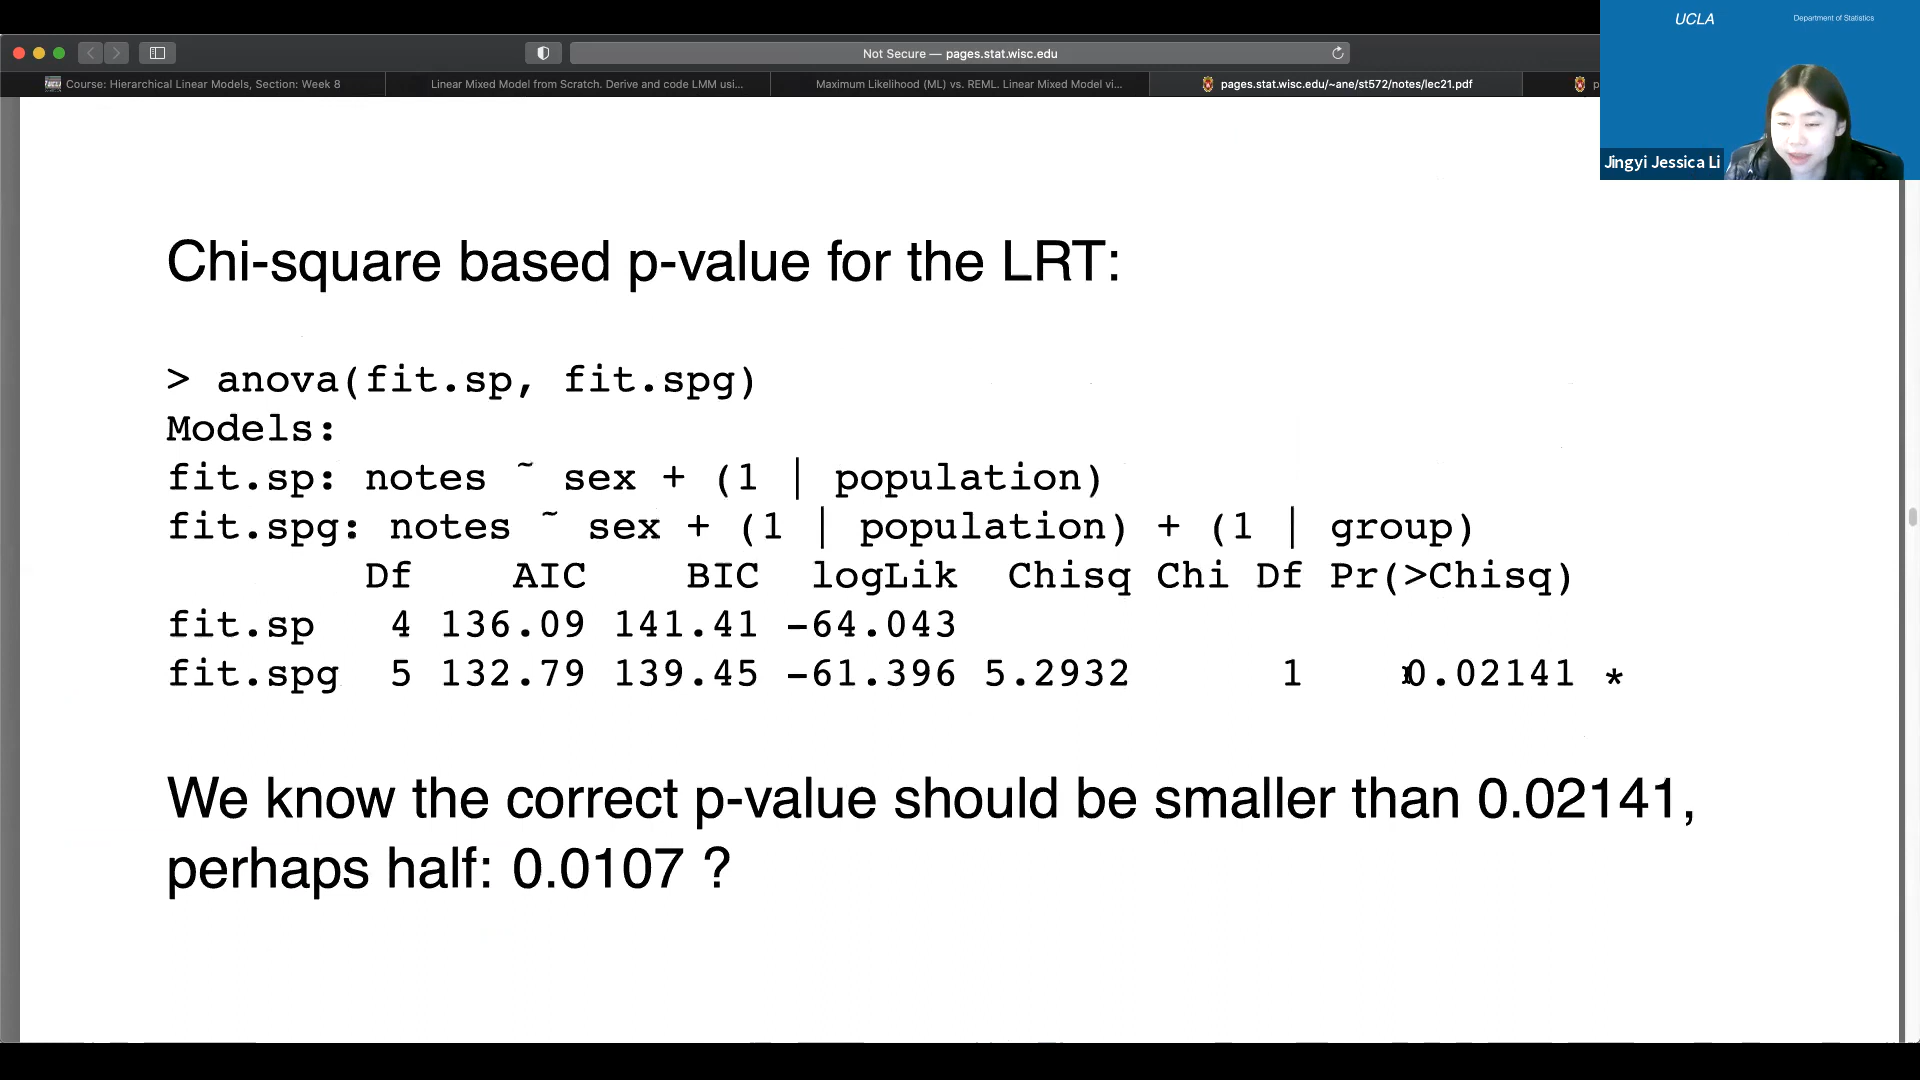 UCLA
Department of Statistics
Not Secure — pages.stat.wisc.edu
Course: Hierarchical Linear Models, Section: Week 8
Linear Mixed Model from Scratch. Derive and code LMM usi...
Maximum Likelihood (ML) vs. REML. Linear Mixed Model vi...
pages.stat.wisc.edu/~ane/st572/notes/lec21.pdf
Jingyi Jessica Li
Chi-square based p-value for the LRT:
> anova(fit.sp, fit.spg)
Models:
fit.sp: notes ~ sex + (1 | population)
fit.spg: notes ~ sex + (1 | population) + (1 | group)
Df AIC BIC logLik Chisq Chi Df Pr(>Chisq)
fit.sp 4 136.09 141.41 -64.043
fit.spg 5 132.79 139.45 -61.396 5.2932 1 0.02141 *
We know the correct p-value should be smaller than 0.02141,
perhaps half: 0.0107 ?